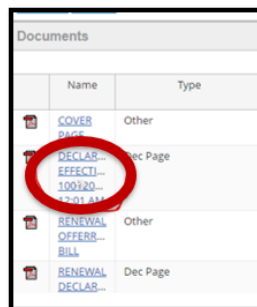 Documents
Name Type
COVER Other
PAGE
DECLAR... Dec Page
EFFECTI...
12:01 AM
RENEWAL Other
OFFERR...
BILL
RENEWAL Dec Page
DECLAR...